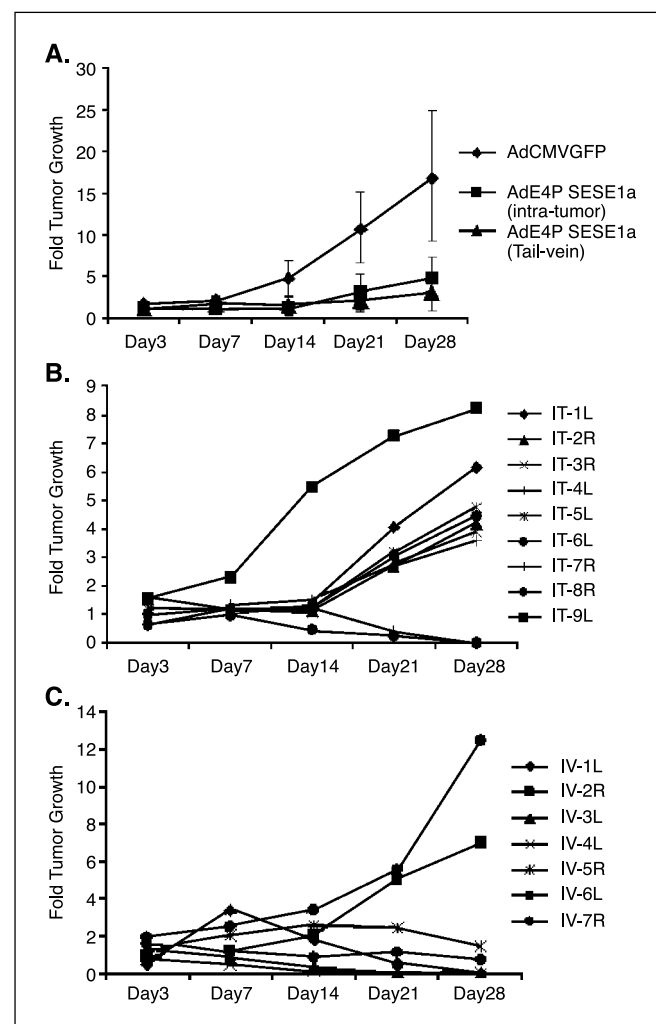 A.
30
25
20
15
10
5
0
Fold Tumor Growth
Day3 Day7 Day14 Day21 Day28
AdCMVGFP
AdE4P SESE1a
(intra-tumor)
AdE4P SESE1a
(Tail-vein)
B.
9
8
7
6
5
4
3
2
1
0
Fold Tumor Growth
Day3 Day7 Day14 Day21 Day28
IT-1L
IT-2R
IT-3R
IT-4L
IT-5L
IT-6L
IT-7R
IT-8R
IT-9L
C.
14
12
10
8
6
4
2
0
Fold Tumor Growth
Day3 Day7 Day14 Day21 Day28
IV-1L
IV-2R
IV-3L
IV-4L
IV-5R
IV-6L
IV-7R